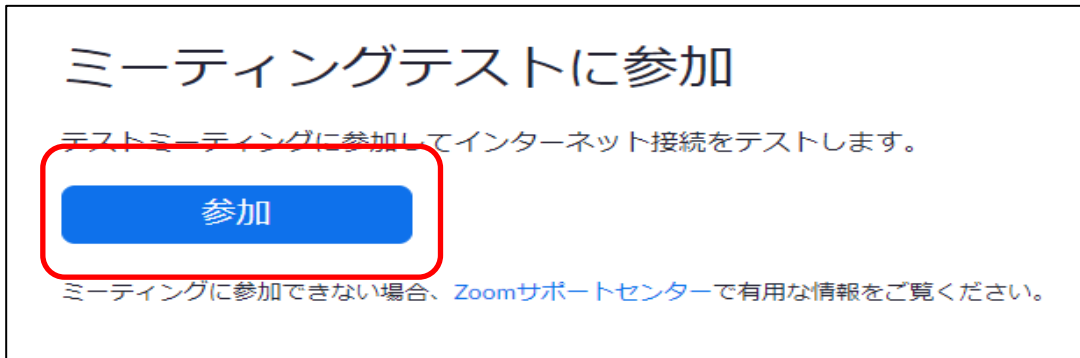 ミーティングテストに参加
テストミーティングに参加してインターネット接続をテストします。
参加
ミーティングに参加できない場合、Zoomサポートセンターで有用な情報をご覧ください。